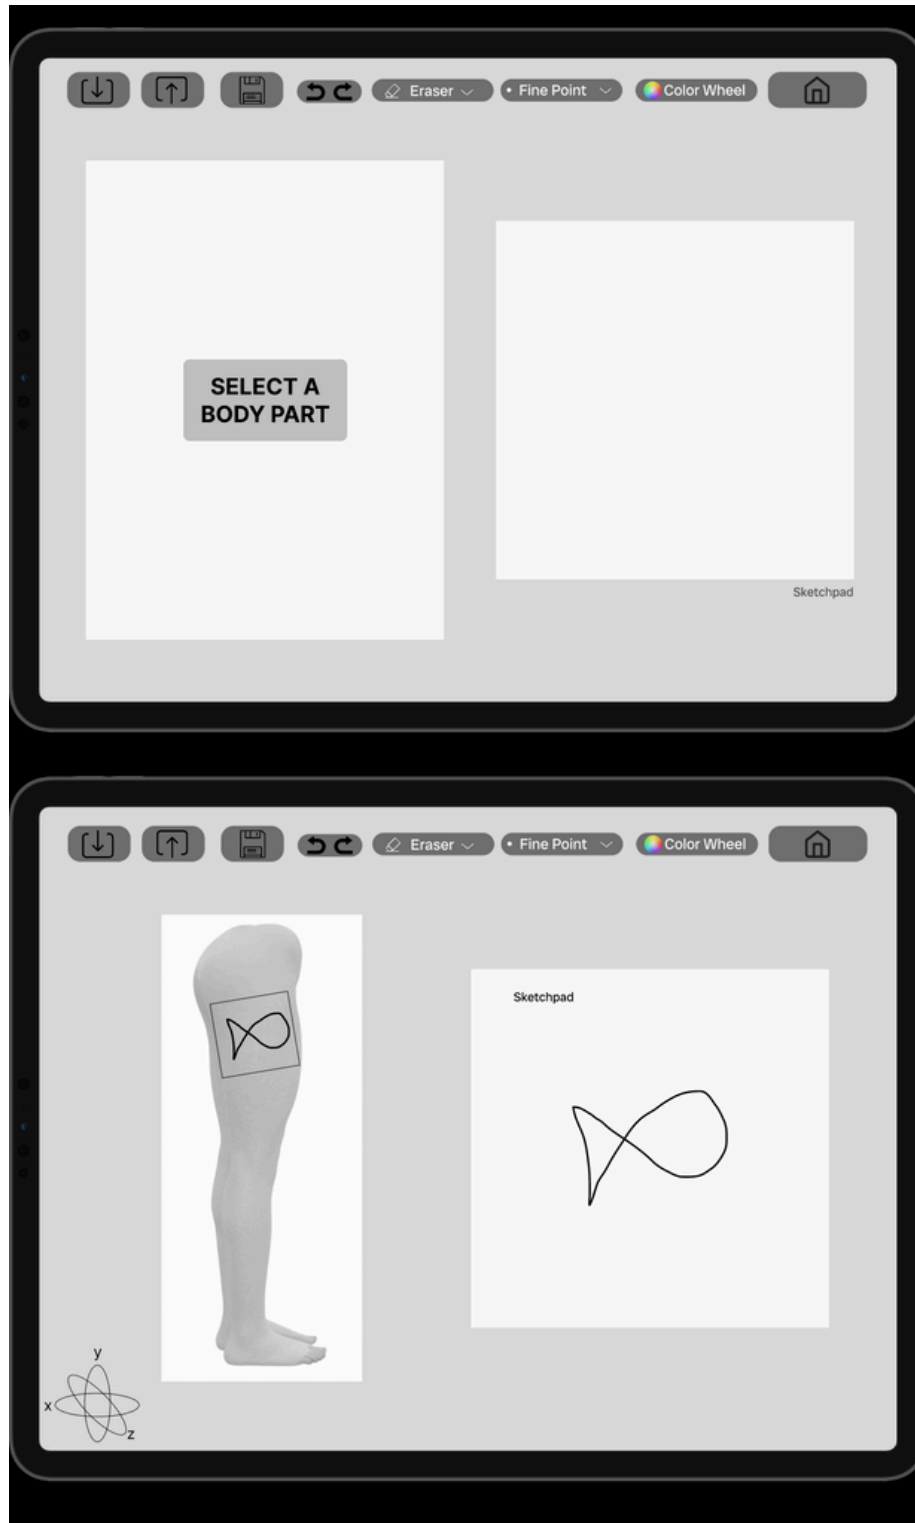 Eraser
Fine Point
Color Wheel
SELECT A
BODY PART
Sketchpad
Eraser
Fine Point
Color Wheel
Sketchpad
y
x
z